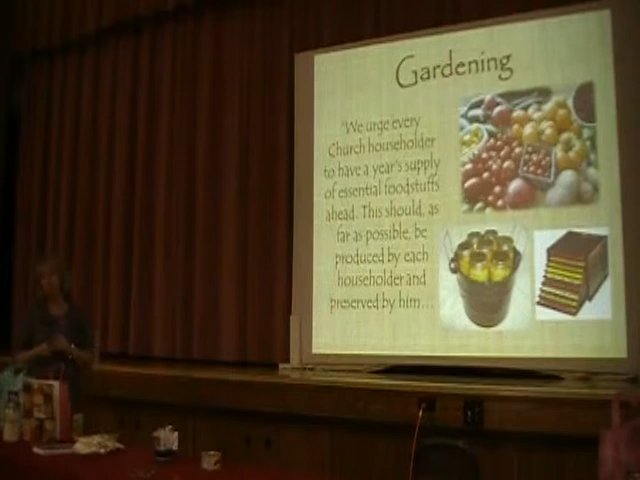 Gardening
"We urge every
Church householder
to have a year's supply
of essential foodstuffs
ahead. This should, as
far as possible, be
produced by each
householder and
preserved by him...